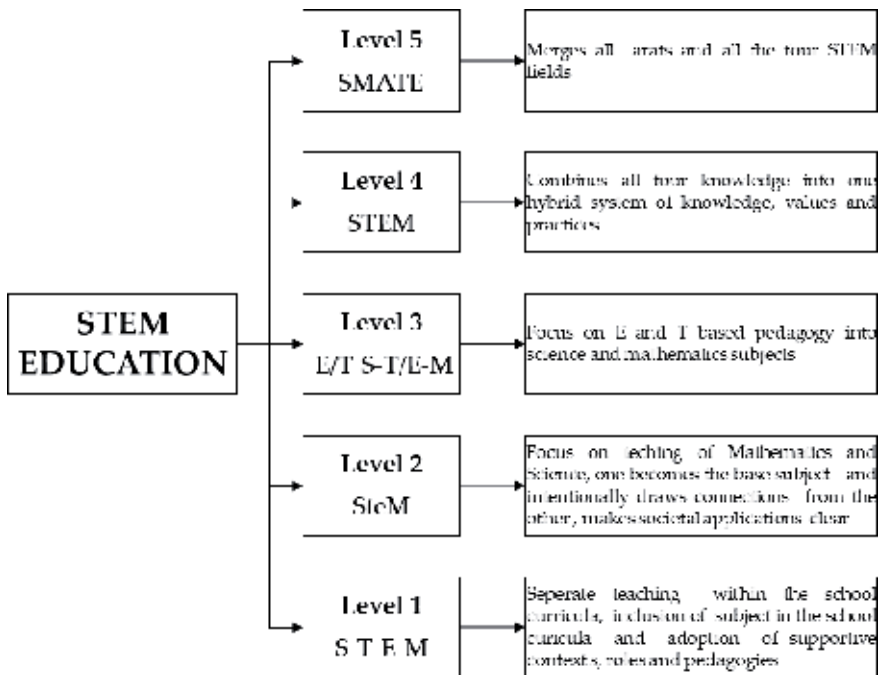 STEM
EDUCATION
Level 5
SMATE
Merges all and all the four STEM
fields
Level 4
STEM
Combines all four knowledge into one
hybrid system of knowledge, values and
practices
Level 3
E/T S-T/E-M
Focus on E and T based pedagogy into
science and mathematics subjects
Level 2
SteM
Focus on teching of Mathematics and
Science, one becomes the base subject and
intentionally draws connections from the
other, makes societal applications clear
Level 1
S T E M
Seperate teaching within the school
curricula, inclusion of subject in the school
curicula and adoption of supportive
contexts, roles and pedagogies